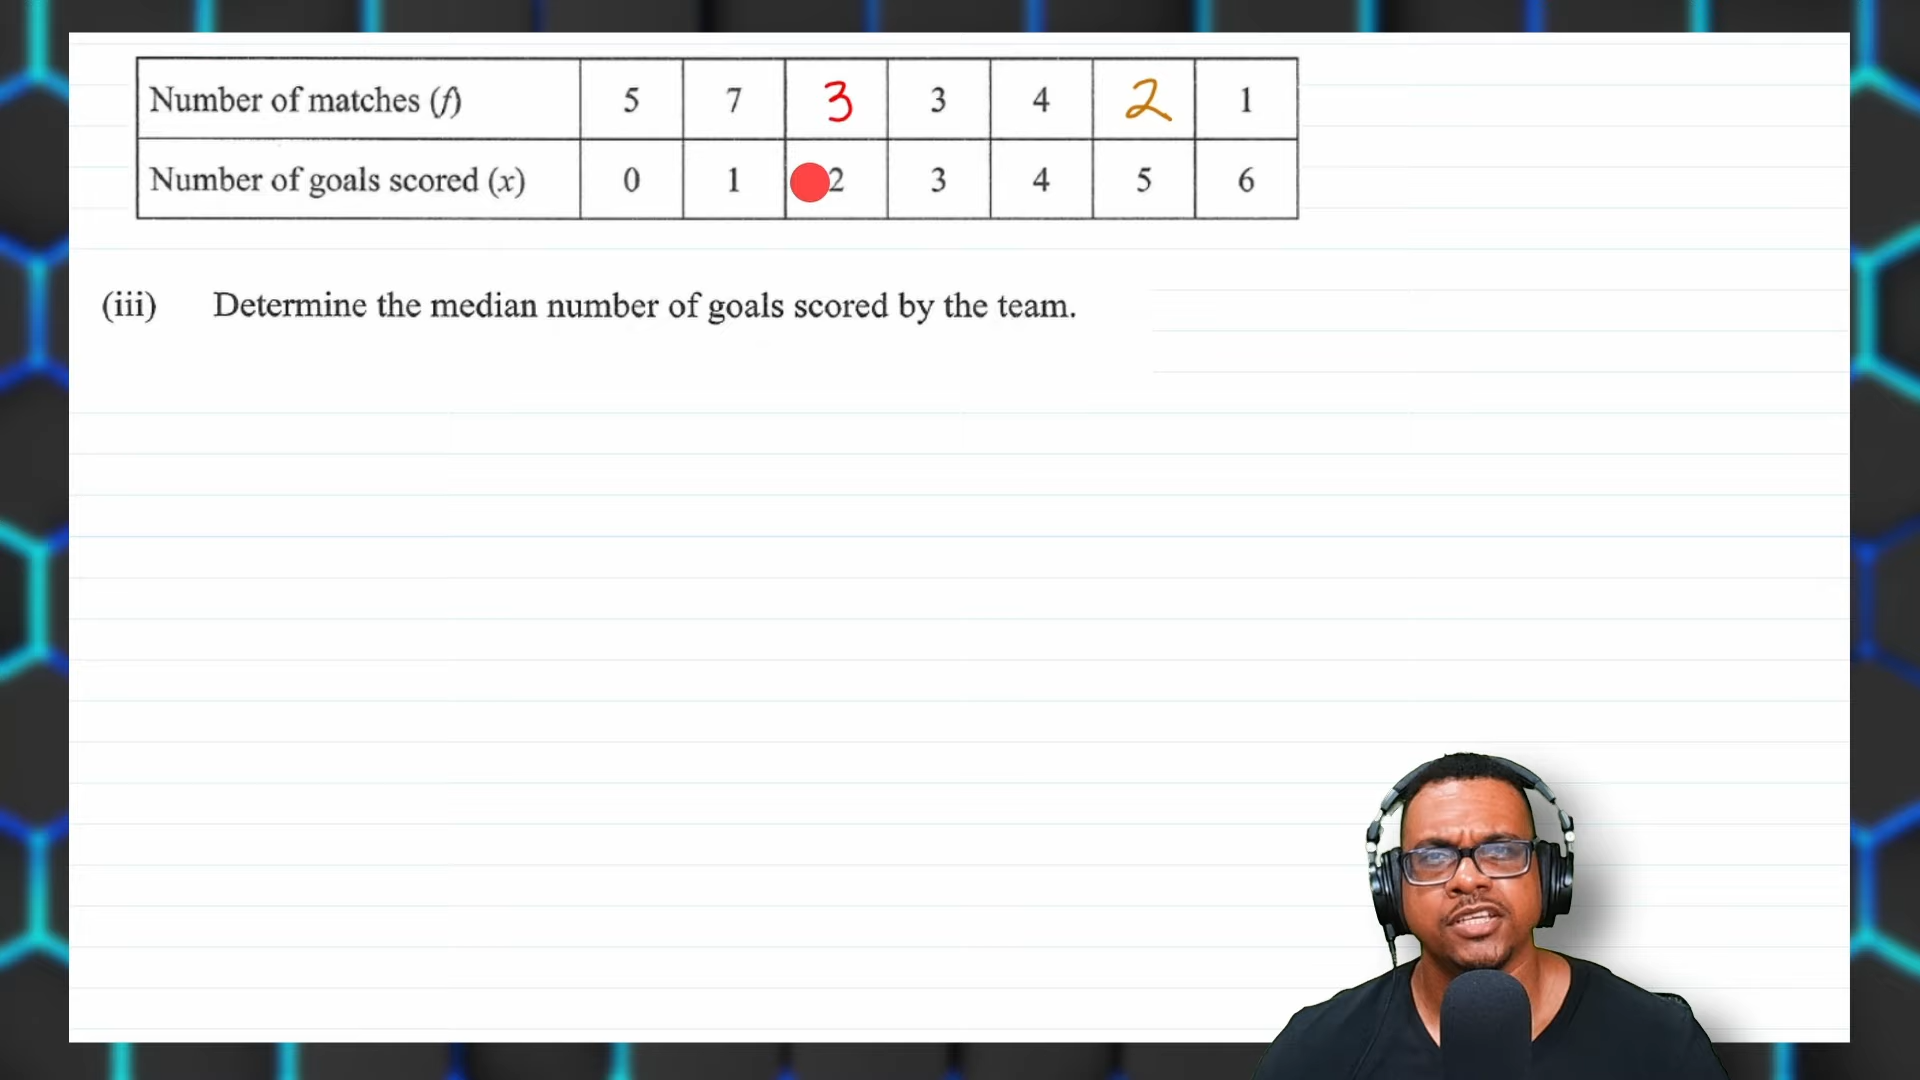 Number of matches (f) 5 7 3 3 4 2 1
Number of goals scored (x) 0 1 2 3 4 5 6
(iii) Determine the median number of goals scored by the team.